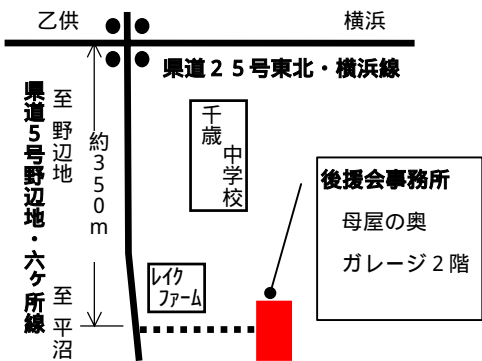 乙供
横浜
県道２５号東北・横浜線
県道５号野辺地・六ケ所線
至 野辺地
至 平沼
約３５０ｍ
千歳
中学校
ﾚｲｸ
ﾌｧｰﾑ
後援会事務所
母屋の奥
ガレージ２階